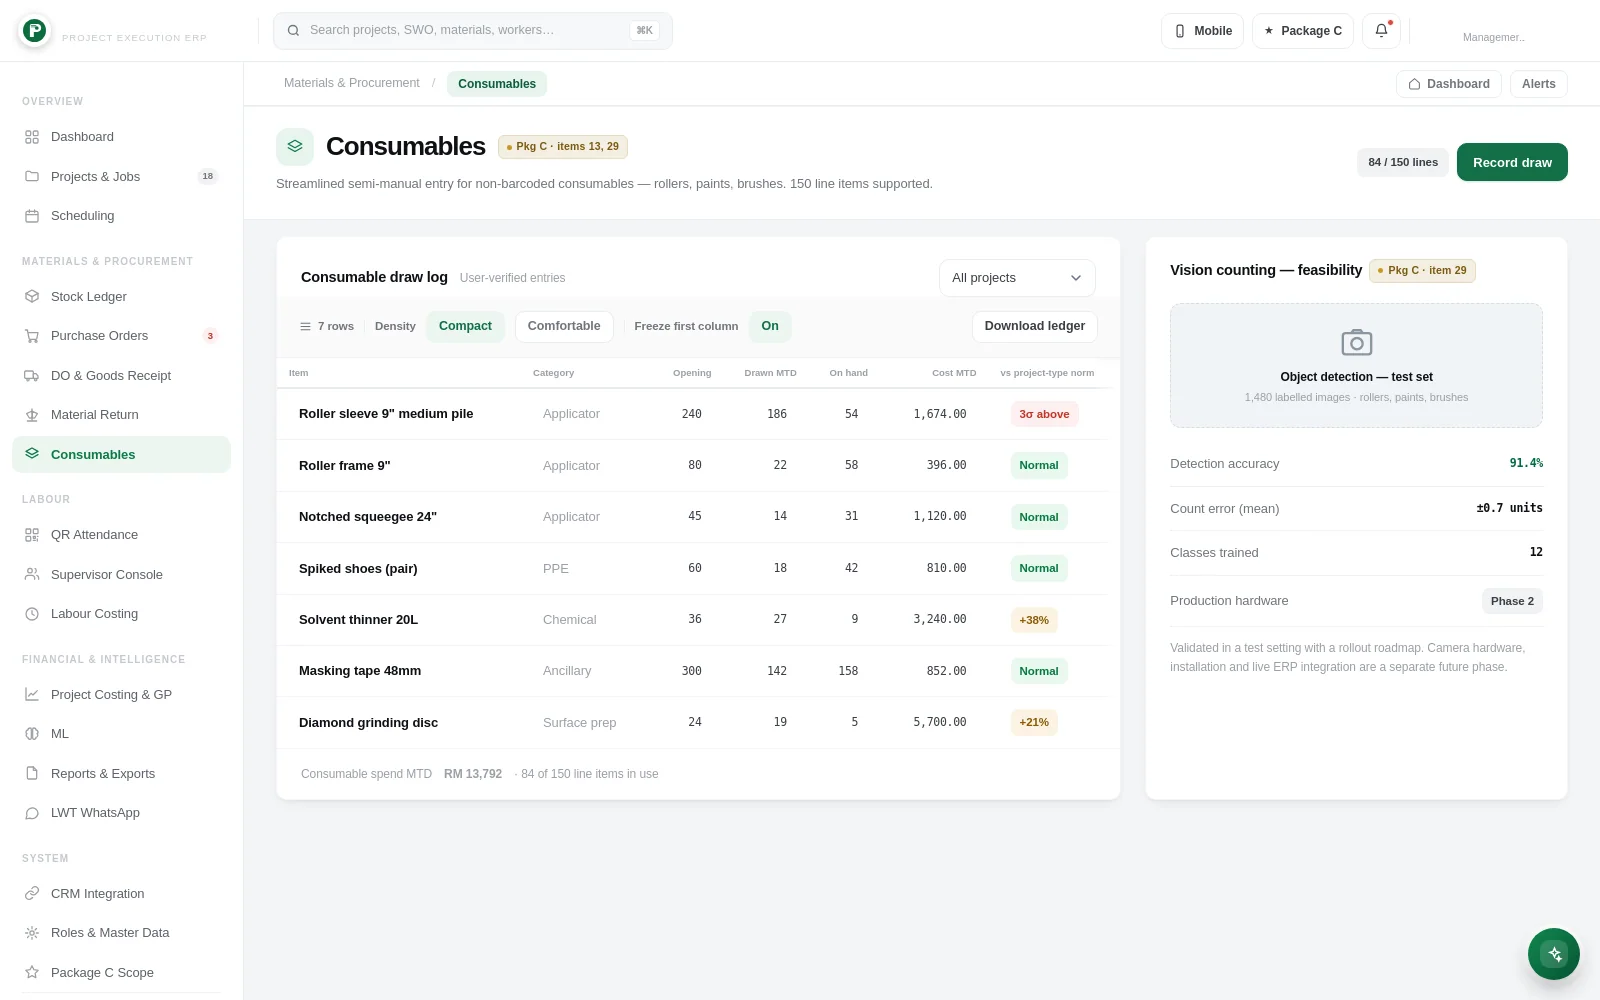 PROJECT EXECUTION ERP
Search projects, SWO, materials, workers…
⌘K
Mobile
Package C
Managemer..
OVERVIEW
Dashboard
Projects & Jobs 18
Scheduling
MATERIALS & PROCUREMENT
Stock Ledger
Purchase Orders 3
DO & Goods Receipt
Material Return
Consumables
LABOUR
QR Attendance
Supervisor Console
Labour Costing
FINANCIAL & INTELLIGENCE
Project Costing & GP
ML
Reports & Exports
LWT WhatsApp
SYSTEM
CRM Integration
Roles & Master Data
Package C Scope
Materials & Procurement / Consumables
Dashboard
Alerts
Consumables
Pkg C · items 13, 29
Streamlined semi-manual entry for non-barcoded consumables — rollers, paints, brushes. 150 line items supported.
84 / 150 lines
Record draw
Consumable draw log User-verified entries
All projects
7 rows Density Compact Comfortable Freeze first column On Download ledger
Item Category Opening Drawn MTD On hand Cost MTD vs project-type norm
Roller sleeve 9" medium pile Applicator 240 186 54 1,674.00 3σ above
Roller frame 9" Applicator 80 22 58 396.00 Normal
Notched squeegee 24" Applicator 45 14 31 1,120.00 Normal
Spiked shoes (pair) PPE 60 18 42 810.00 Normal
Solvent thinner 20L Chemical 36 27 9 3,240.00 +38%
Masking tape 48mm Ancillary 300 142 158 852.00 Normal
Diamond grinding disc Surface prep 24 19 5 5,700.00 +21%
Consumable spend MTD RM 13,792 · 84 of 150 line items in use
Vision counting — feasibility Pkg C · item 29
Object detection — test set
1,480 labelled images · rollers, paints, brushes
Detection accuracy 91.4%
Count error (mean) ±0.7 units
Classes trained 12
Production hardware Phase 2
Validated in a test setting with a rollout roadmap. Camera hardware,
installation and live ERP integration are a separate future phase.